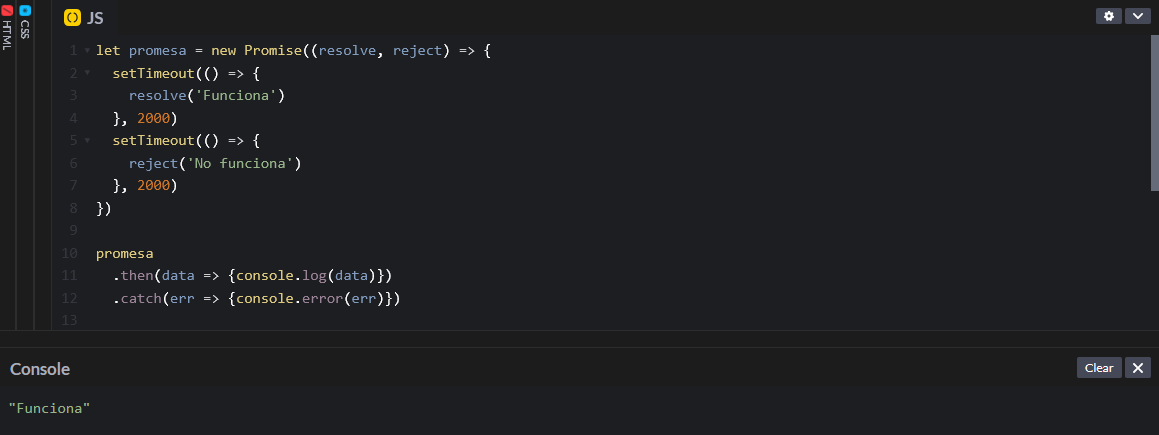 HTML
CSS
JS
1 let promesa = new Promise((resolve, reject) => {
2 setTimeout(() => {
3 resolve('Funciona')
4 }, 2000)
5 setTimeout(() => {
6 reject('No funciona')
7 }, 2000)
8 })
9
10 promesa
11 .then(data => {console.log(data)})
12 .catch(err => {console.error(err)})
13
Console
Clear
"Funciona"